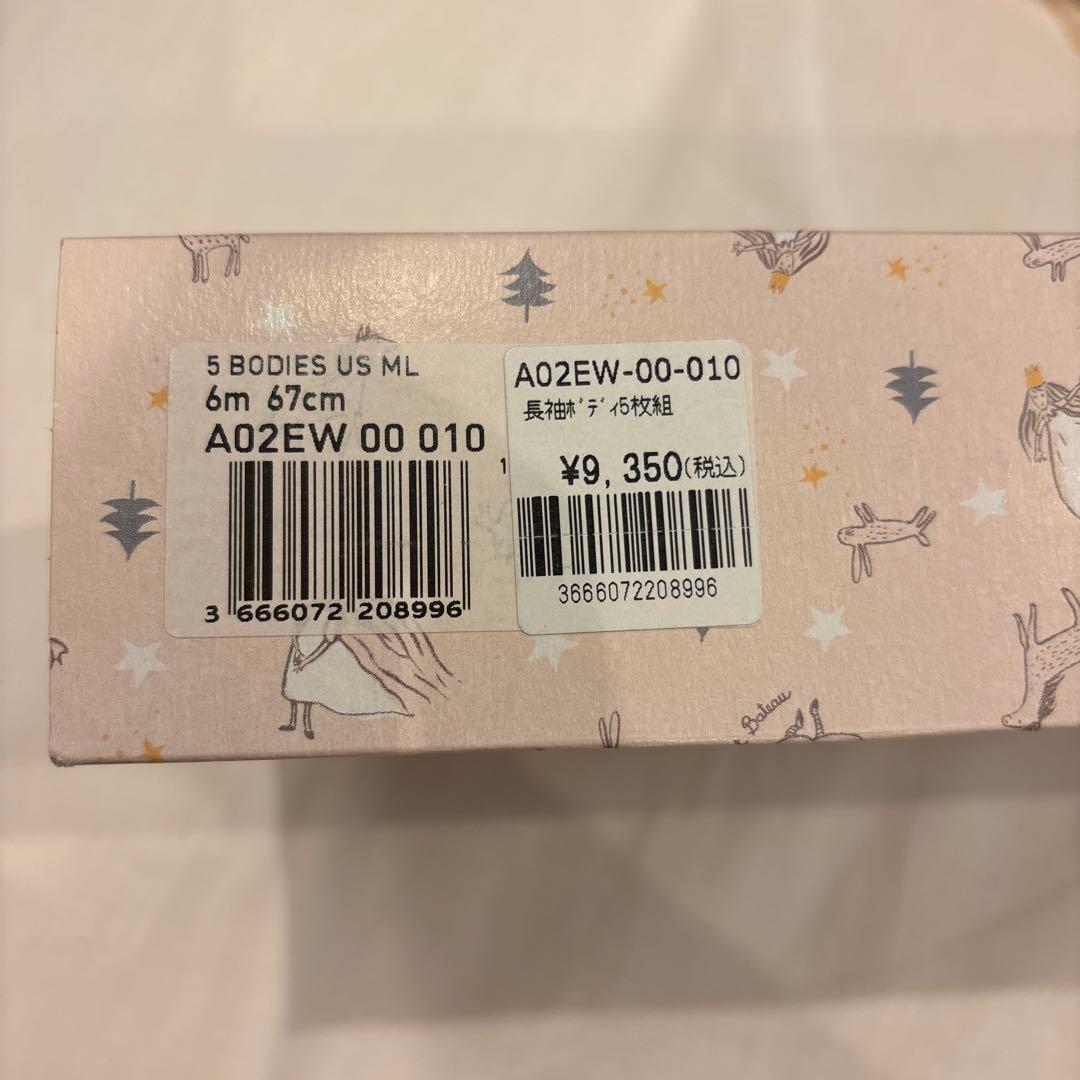 5 BODIES US ML
6m 67cm
A02EW 00 010
3 666072 208996
1
A02EW-00-010
長袖ﾎﾞﾃﾞｨ5枚組
¥9,350(税込)
3666072208996
Bateau